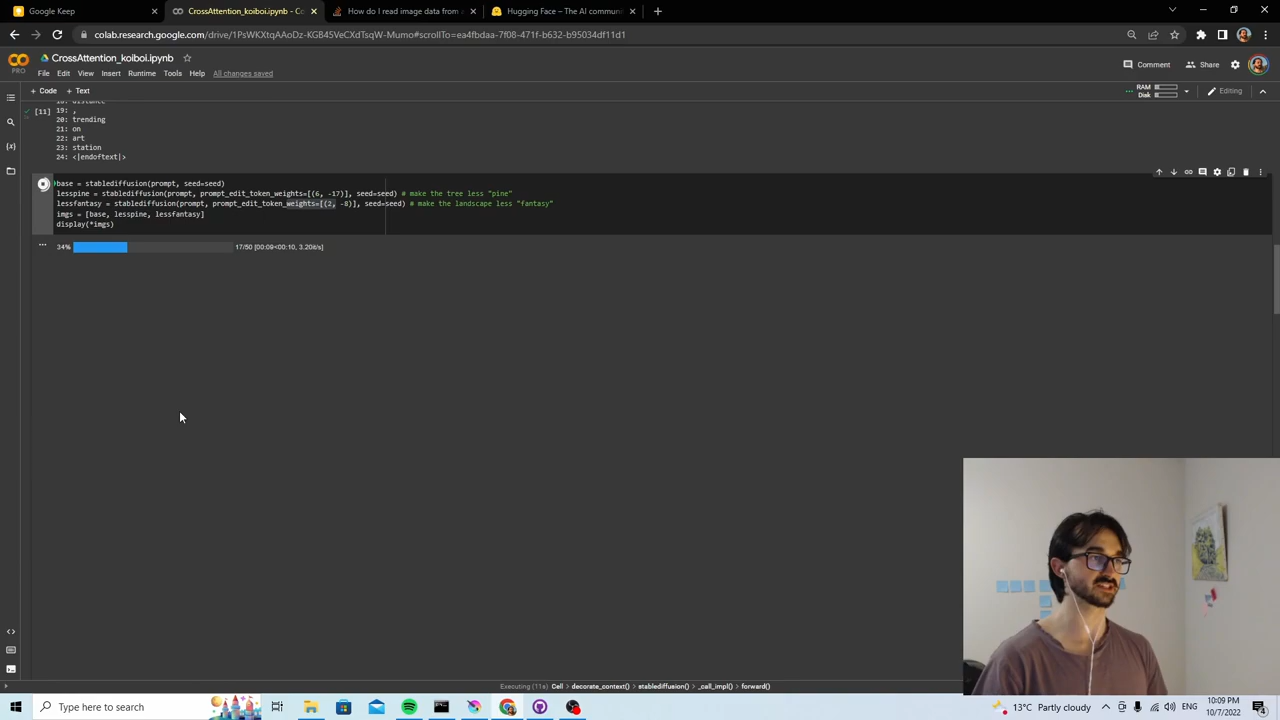 Google Keep
CrossAttention_koiboi.ipynb - Co
How do I read image data from a
Hugging Face – The AI communi
colab.research.google.com/drive/1PsWKXtqAAoDz-KGB45VeCXdTsqW-Mumo#scrollTo=ea4fbdaa-7f08-471f-b632-b95034df11d1
CO
PRO
CrossAttention_koiboi.ipynb
Comment
Share
File Edit View Insert Runtime Tools Help All changes saved
+ Code + Text
RAM
Disk
Editing
18: distance
[11] 19: ,
20: trending
21: on
22: art
23: station
24: <|endoftext|>
base = stablediffusion(prompt, seed=seed)
lesspine = stablediffusion(prompt, prompt_edit_token_weights=[(6, -17)], seed=seed) # make the tree less "pine"
lessfantasy = stablediffusion(prompt, prompt_edit_token_weights=[(2, -8)], seed=seed) # make the landscape less "fantasy"
imgs = [base, lesspine, lessfantasy]
display(*imgs)
34% 17/50 [00:09<00:10, 3.20it/s]
Executing (11s) Cell > decorate_context() > stablediffusion() > _call_impl() > forward()
Type here to search
13°C Partly cloudy
ENG
10:09 PM
10/7/2022